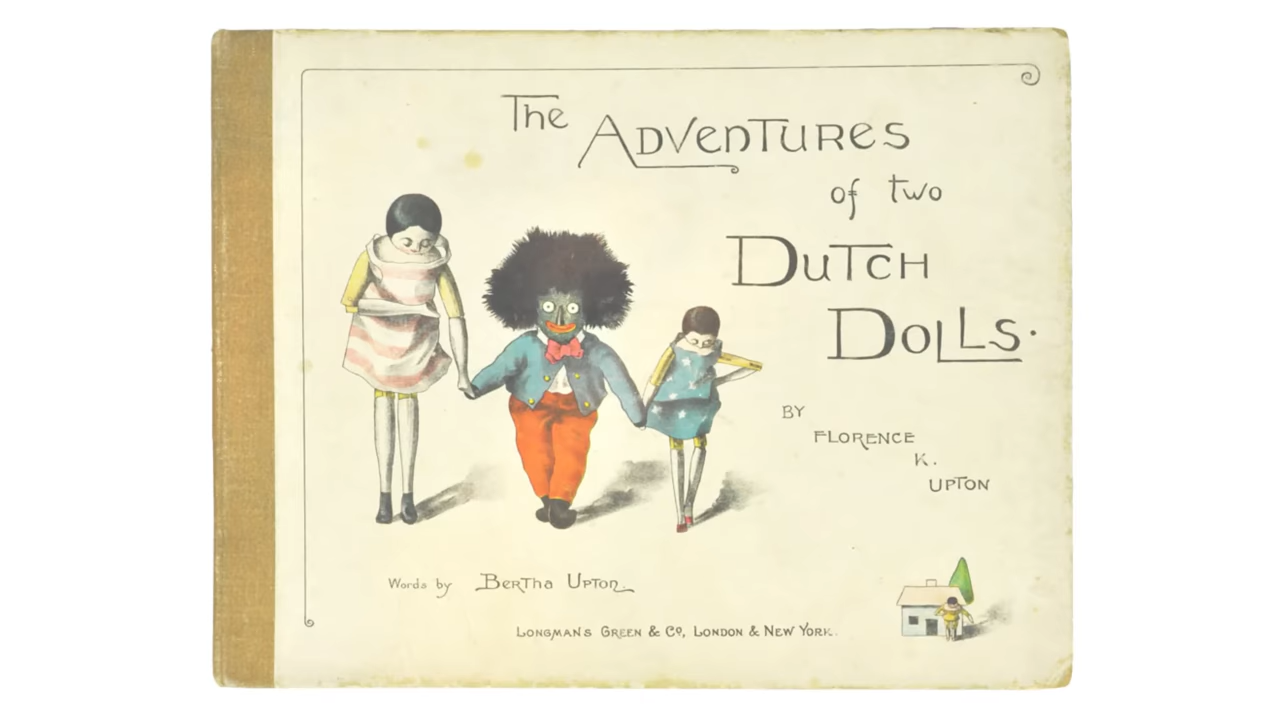 The
ADVENTURES
of two
DUTCH
DOLLS.
BY
FLORENCE
K.
UPTON
Words by Bertha Upton.
LONGMAN'S GREEN & Co, LONDON & NEW YORK.